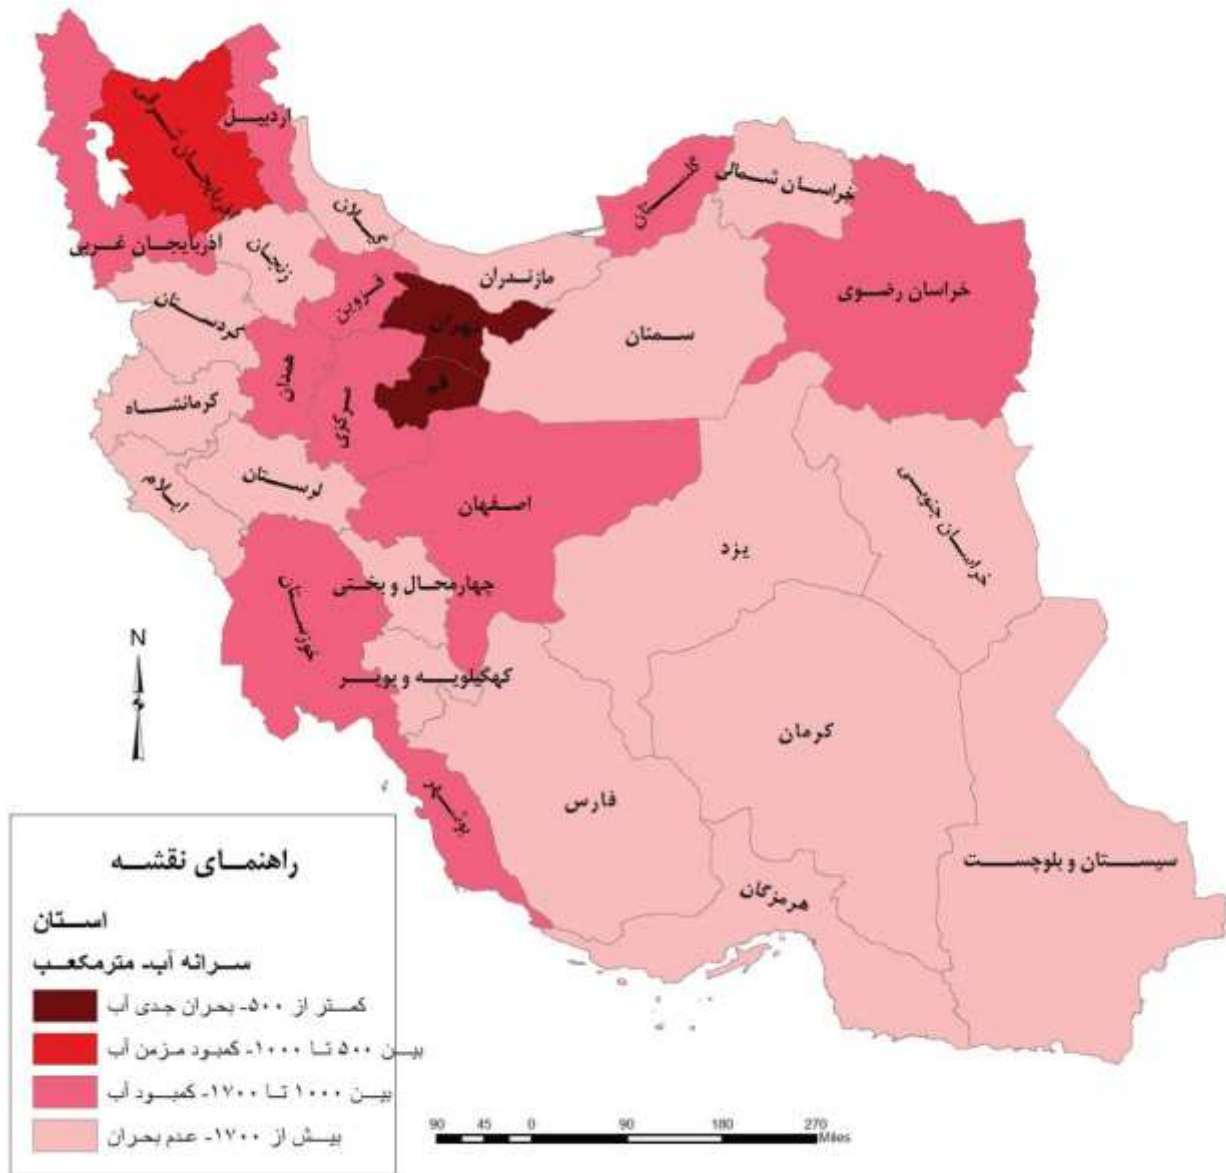 اردبیل
آذربایجان شرقی
گلستان
خراسان شمالی
گیلان
آذربایجان غربی
زنجان
مازندران
خراسان رضوی
قزوین
کردستان
تهران
سمنان
همدان
قم
کرمانشاه
مرکزی
لرستان
ایلام
اصفهان
خراسان جنوبی
یزد
چهارمحال و بختی
خوزستان
N
کهگیلویه و بویر
کرمان
بوشهر
فارس
سیستان و بلوچست
هرمزگان
راهنمای نقشه
استان
سرانه آب- مترمکعب
کمتر از ۵۰۰- بحران جدی آب
بین ۵۰۰ تا ۱۰۰۰- کمبود مزمن آب
بین ۱۰۰۰ تا ۱۷۰۰- کمبود آب
بیش از ۱۷۰۰- عدم بحران
90 45 0 90 180 270
Miles